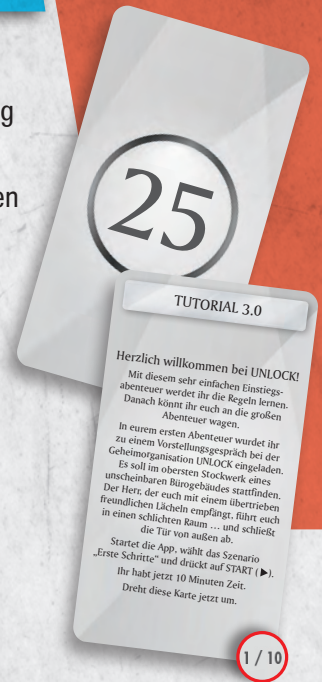 g
en
25
TUTORIAL 3.0
Herzlich willkommen bei UNLOCK!
Mit diesem sehr einfachen Einstiegs-
abenteuer werdet ihr die Regeln lernen.
Danach könnt ihr euch an die großen
Abenteuer wagen.
In eurem ersten Abenteuer wurdet ihr
zu einem Vorstellungsgespräch bei der
Geheimorganisation UNLOCK eingeladen.
Es soll im obersten Stockwerk eines
unscheinbaren Bürogebäudes stattfinden.
Der Herr, der euch mit einem übertrieben
freundlichen Lächeln empfängt, führt euch
in einen schlichten Raum … und schließt
die Tür von außen ab.
Startet die App, wählt das Szenario
„Erste Schritte“ und drückt auf START (▶).
Ihr habt jetzt 10 Minuten Zeit.
Dreht diese Karte jetzt um.
1 / 10